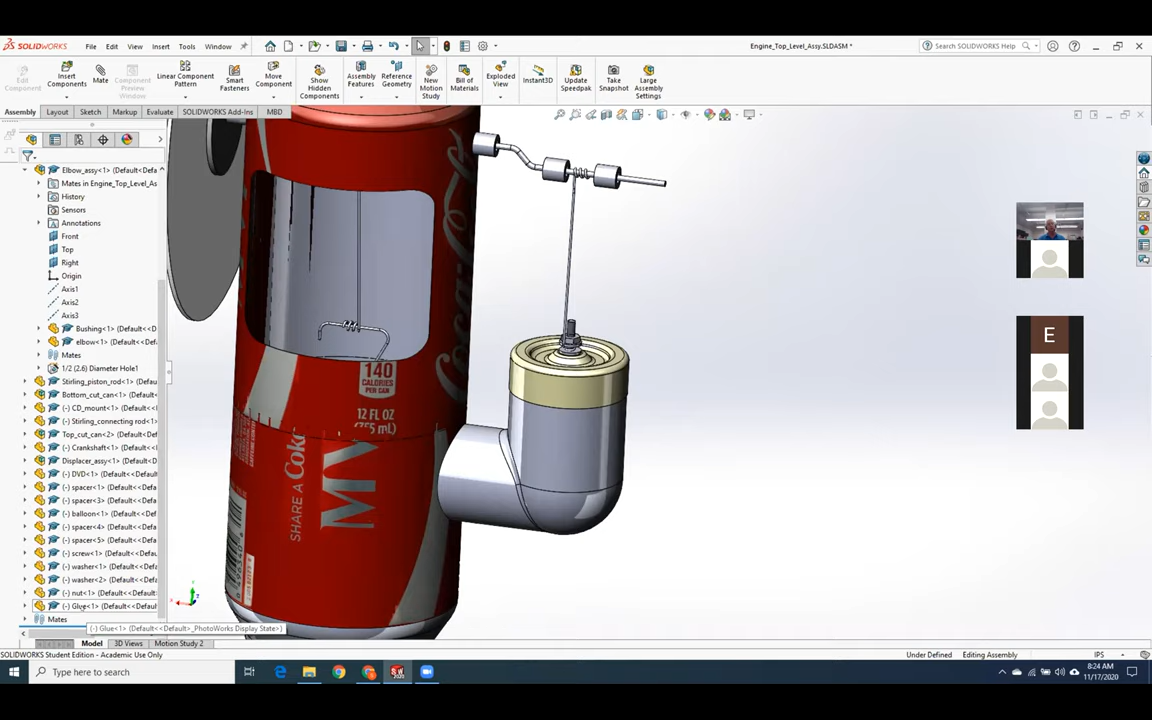 SOLIDWORKS
File Edit View Insert Tools Window
Engine_Top_Level_Assy.SLDASM *
Search SOLIDWORKS Help
Edit Component
Insert Components
Mate
Component Preview Window
Linear Component Pattern
Smart Fasteners
Move Component
Show Hidden Components
Assembly Features
Reference Geometry
New Motion Study
Bill of Materials
Exploded View
Instant3D
Update Speedpak
Take Snapshot
Large Assembly Settings
Assembly Layout Sketch Markup Evaluate SOLIDWORKS Add-Ins MBD
Elbow_assy<1> (Default<Defa
Mates in Engine_Top_Level_As
History
Sensors
Annotations
Front
Top
Right
Origin
Axis1
Axis2
Axis3
Bushing<1> (Default<<D
elbow<1> (Default<<De
Mates
1/2 (2.6) Diameter Hole1
Stirling_piston_rod<1> (Defaul
Bottom_cut_can<1> (Default<
(-) CD_mount<1> (Default<<D
(-) Stirling_connecting rod<1>
Top_cut_can<2> (Default<<De
(-) Crankshaft<1> (Default<<D
Displacer_assy<1> (Default<D
(-) DVD<1> (Default<<Default
(-) spacer<1> (Default<<Defa
(-) spacer<3> (Default<<Defa
(-) balloon<1> (Default<<Defa
(-) spacer<4> (Default<<Defa
(-) spacer<5> (Default<<Defa
(-) screw<1> (Default<<Defau
(-) washer<1> (Default<<Defa
(-) washer<2> (Default<<Defa
(-) nut<1> (Default<<Default>
(-) Glue<1> (Default<<Defaul
Mates
(-) Glue<1> (Default<<Default>_PhotoWorks Display State>)
Coca-Cola
140
CALORIES
PER CAN
12 FL OZ
(355 mL)
SHARE A Coke
E
Model 3D Views Motion Study 2
SOLIDWORKS Student Edition - Academic Use Only
Under Defined Editing Assembly IPS
Type here to search
8:24 AM
11/17/2020